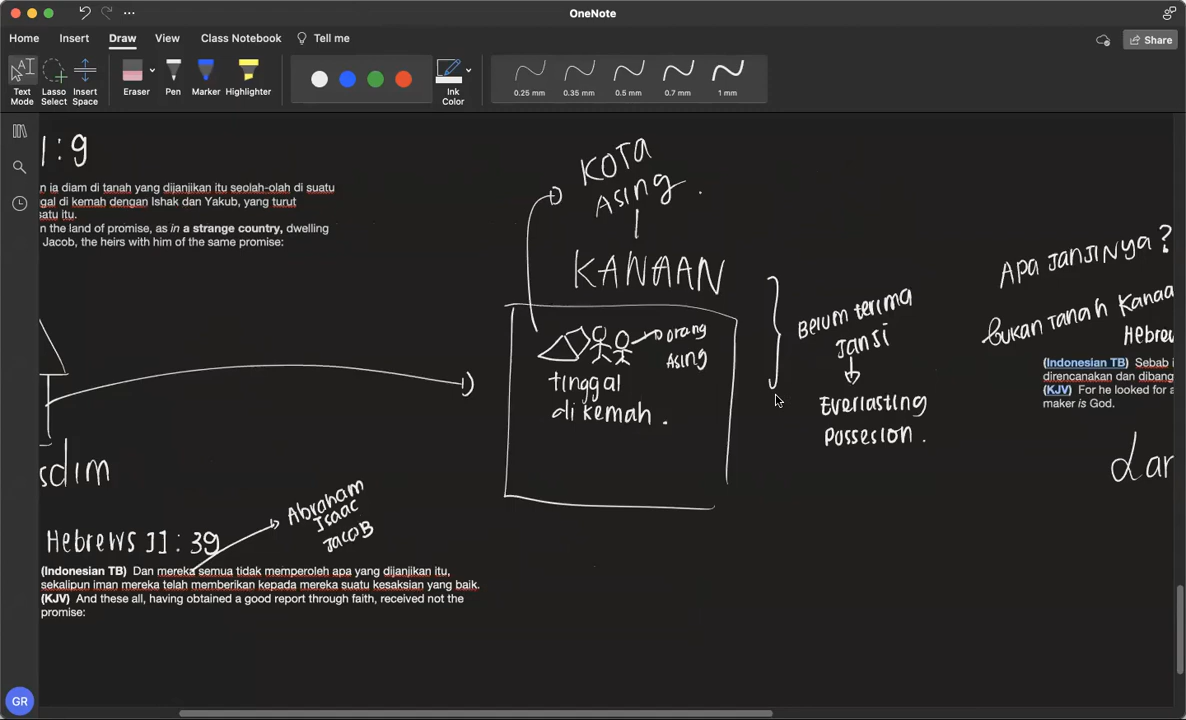 OneNote
Home Insert Draw View Class Notebook Tell me
Share
Text Mode
Lasso Select
Insert Space
Eraser
Pen
Marker
Highlighter
Ink Color
0.25 mm 0.35 mm 0.5 mm 0.7 mm 1 mm
1:9
n ia diam di tanah yang dijanjikan itu seolah-olah di suatu
gal di kemah dengan Ishak dan Yakub, yang turut
satu itu.
n the land of promise, as in a strange country, dwelling
Jacob, the heirs with him of the same promise:
KOTA
Asing.
KANAAN
orang
Asing
tinggal
di kemah.
Belum terima
Janji
Everlasting
Possesion.
APA JANJINYA?
bukan Tanah Kanaa
Hebrew
(Indonesian TB) Sebab i
direncanakan dan dibang
(KJV) For he looked for a
maker is God.
Lan
sdim
Hebrews 11:39
Abraham
Isaac
Jacob
(Indonesian TB) Dan mereka semua tidak memperoleh apa yang dijanjikan itu,
sekalipun iman mereka telah memberikan kepada mereka suatu kesaksian yang baik.
(KJV) And these all, having obtained a good report through faith, received not the
promise:
GR